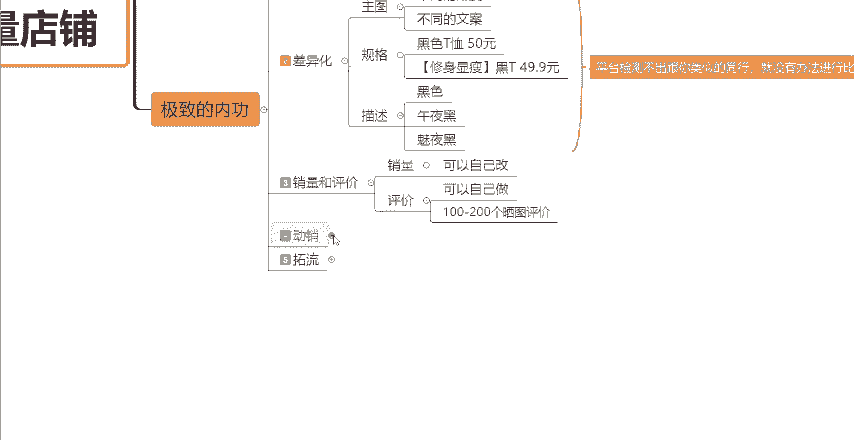 量店铺
极致的内功
主图
不同的文案
差异化
规格
黑色T恤 50元
【修身显瘦】黑T 49.9元
描述
黑色
午夜黑
魅夜黑
3 销量和评价
销量
可以自己改
评价
可以自己做
100-200个晒图评价
动销
5 拓流